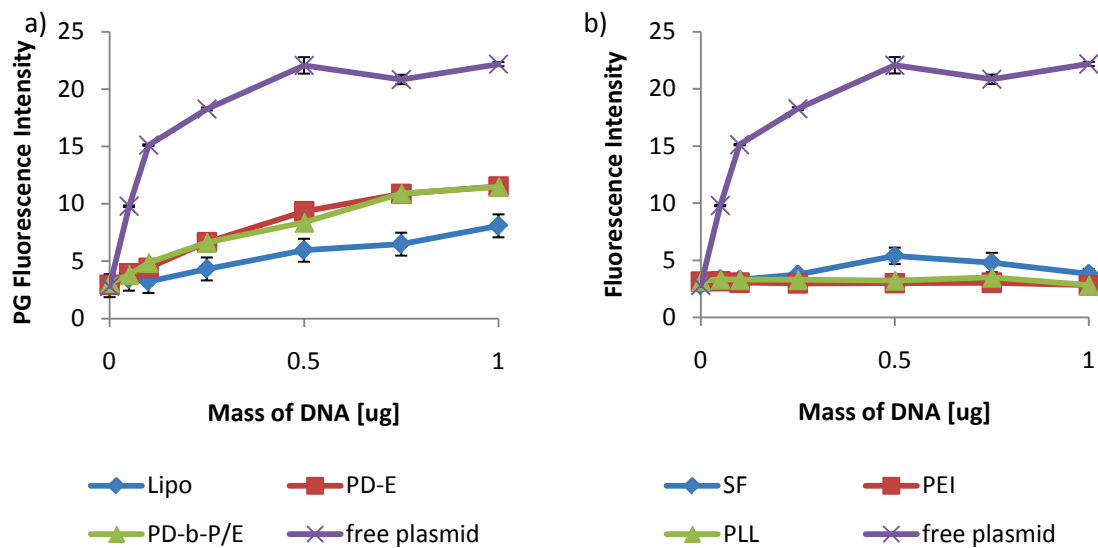 a)
25
20
15
10
5
0
PG Fluorescence Intensity
0 0.5 1
Mass of DNA [ug]
Lipo PD-E
PD-b-P/E free plasmid
b)
25
20
15
10
5
0
Fluorescence Intensity
0 0.5 1
Mass of DNA [ug]
SF PEI
PLL free plasmid